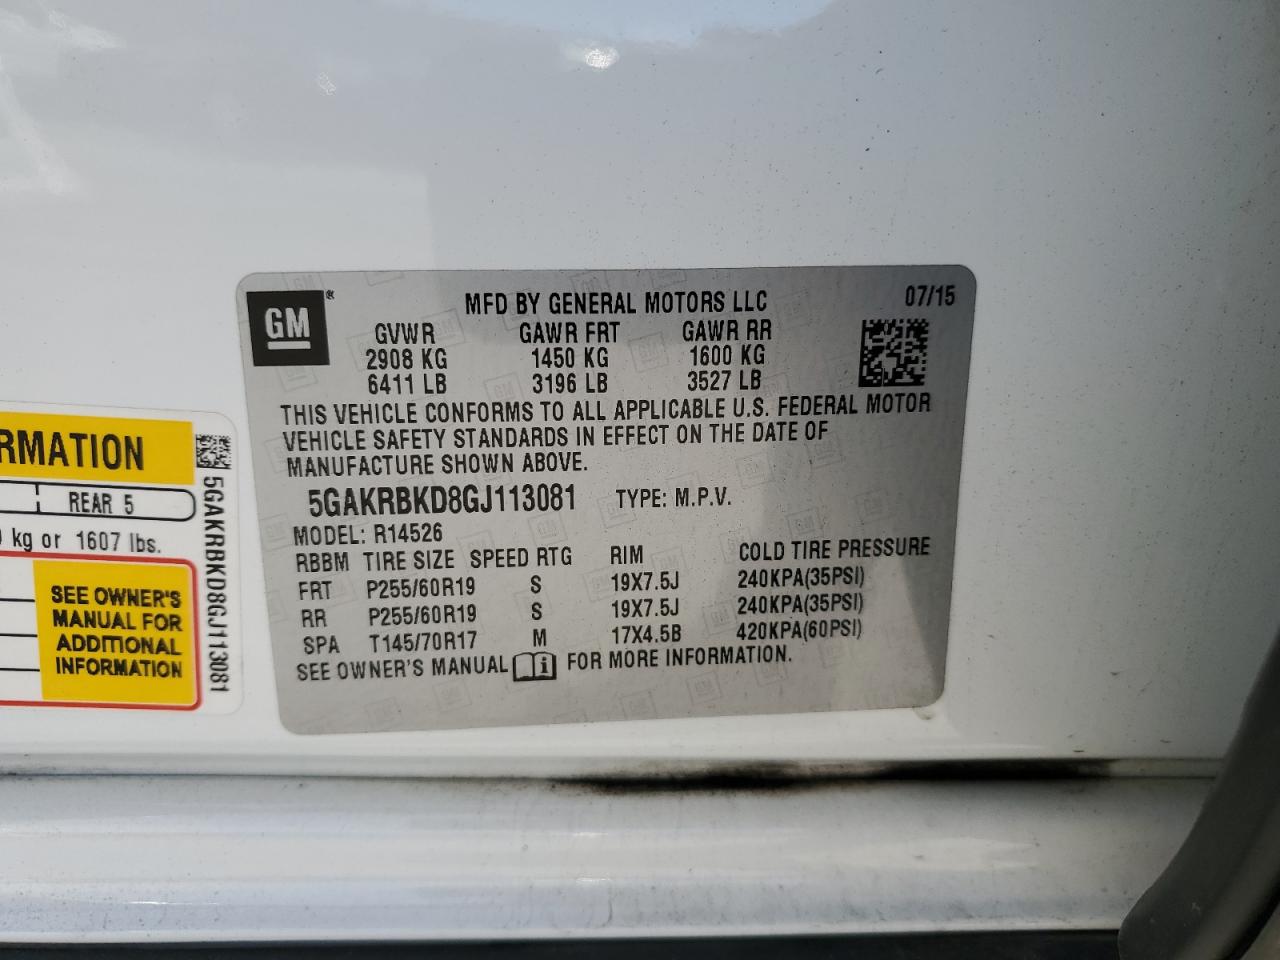 GM®
MFD BY GENERAL MOTORS LLC 07/15
GVWR GAWR FRT GAWR RR
2908 KG 1450 KG 1600 KG
6411 LB 3196 LB 3527 LB
THIS VEHICLE CONFORMS TO ALL APPLICABLE U.S. FEDERAL MOTOR
VEHICLE SAFETY STANDARDS IN EFFECT ON THE DATE OF
MANUFACTURE SHOWN ABOVE.
5GAKRBKD8GJ113081 TYPE: M.P.V.
MODEL: R14526
RBBM TIRE SIZE SPEED RTG RIM COLD TIRE PRESSURE
FRT P255/60R19 S 19X7.5J 240KPA(35PSI)
RR P255/60R19 S 19X7.5J 240KPA(35PSI)
SPA T145/70R17 M 17X4.5B 420KPA(60PSI)
SEE OWNER'S MANUAL i FOR MORE INFORMATION.
RMATION
REAR 5
kg or 1607 lbs.
SEE OWNER'S
MANUAL FOR
ADDITIONAL
INFORMATION
5GAKRBKD8GJ113081